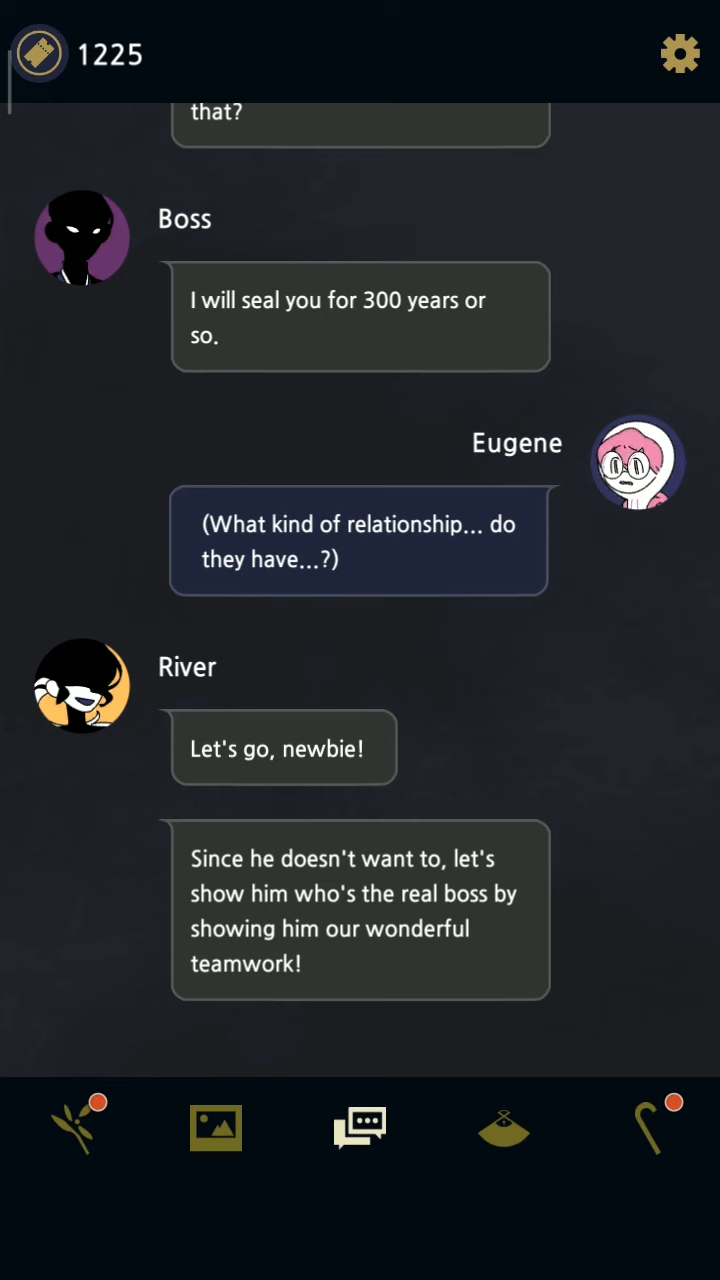 1225
that?
Boss
I will seal you for 300 years or
so.
Eugene
(What kind of relationship... do
they have...?)
River
Let's go, newbie!
Since he doesn't want to, let's
show him who's the real boss by
showing him our wonderful
teamwork!